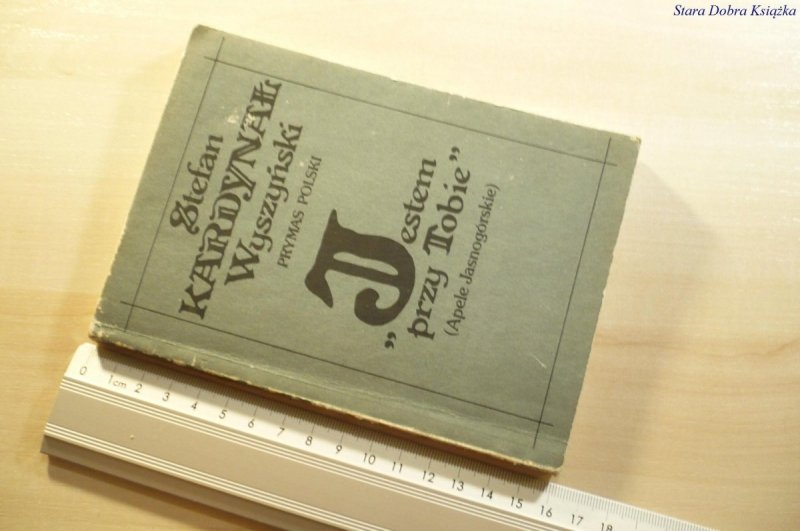 Stara Dobra Książka
Stefan
KARDYNAŁ
Wyszyński
PRYMAS POLSKI
„Jestem
przy Tobie”
(Apele Jasnogórskie)
0 1cm 2 3 4 5 6 7 8 9 10 11 12 13 14 15 16 17 18